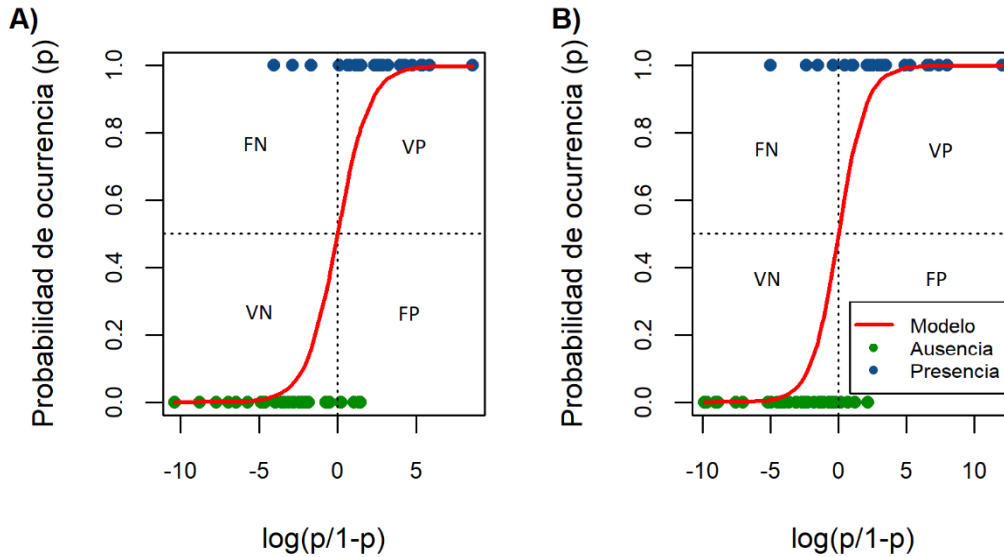 A)
Probabilidad de ocurrencia (p)
1.0
0.8
0.6
0.4
0.2
0.0
FN
VP
VN
FP
-10
-5
0
5
log(p/1-p)
B)
Probabilidad de ocurrencia (p)
1.0
0.8
0.6
0.4
0.2
0.0
FN
VP
VN
FP
Modelo
Ausencia
Presencia
-10
-5
0
5
10
log(p/1-p)